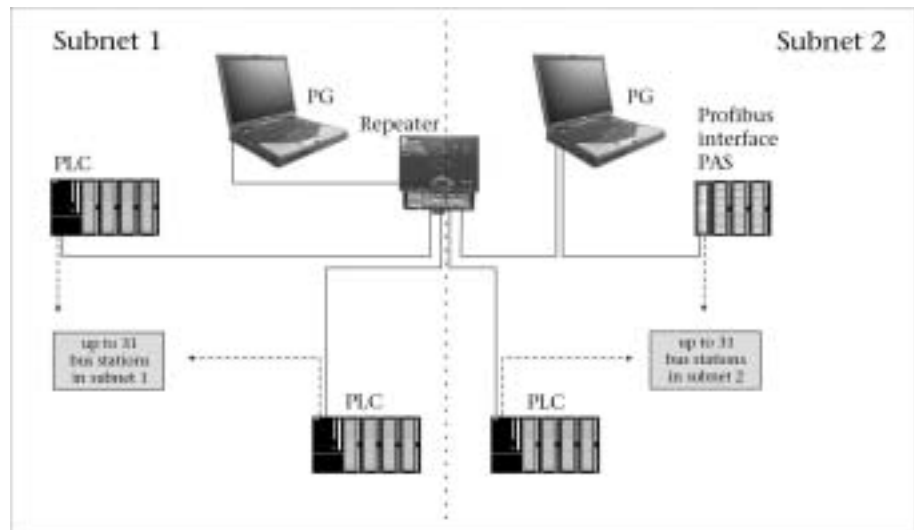 Subnet 1
Subnet 2
PG
PG
Repeater
Profibus
interface
PAS
PLC
up to 31
bus stations
in subnet 1
up to 31
bus stations
in subnet 2
PLC
PLC